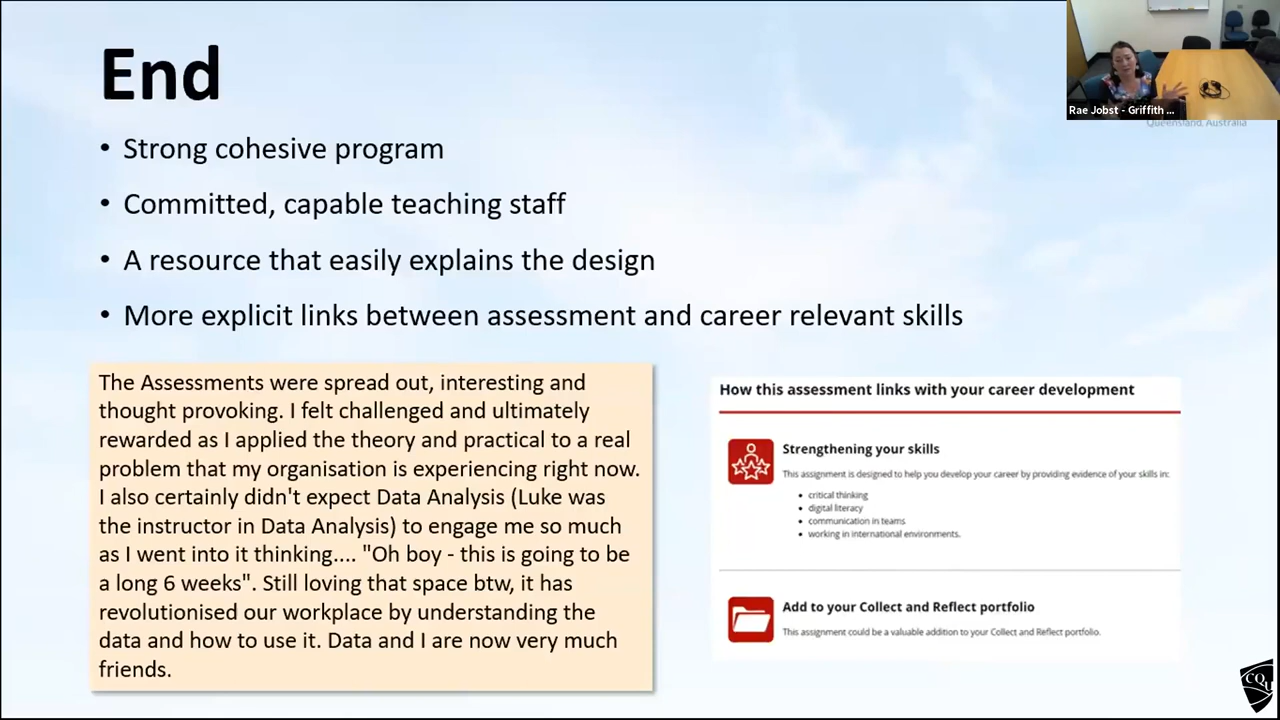 End
Rae Jobst - Griffith ...
Queensland, Australia
• Strong cohesive program
• Committed, capable teaching staff
• A resource that easily explains the design
• More explicit links between assessment and career relevant skills
The Assessments were spread out, interesting and
thought provoking. I felt challenged and ultimately
rewarded as I applied the theory and practical to a real
problem that my organisation is experiencing right now.
I also certainly didn't expect Data Analysis (Luke was
the instructor in Data Analysis) to engage me so much
as I went into it thinking.... "Oh boy - this is going to be
a long 6 weeks". Still loving that space btw, it has
revolutionised our workplace by understanding the
data and how to use it. Data and I are now very much
friends.
How this assessment links with your career development
Strengthening your skills
This assignment is designed to help you develop your career by providing evidence of your skills in:
• critical thinking
• digital literacy
• communication in teams
• working in international environments.
Add to your Collect and Reflect portfolio
This assignment could be a valuable addition to your Collect and Reflect portfolio.
CQU